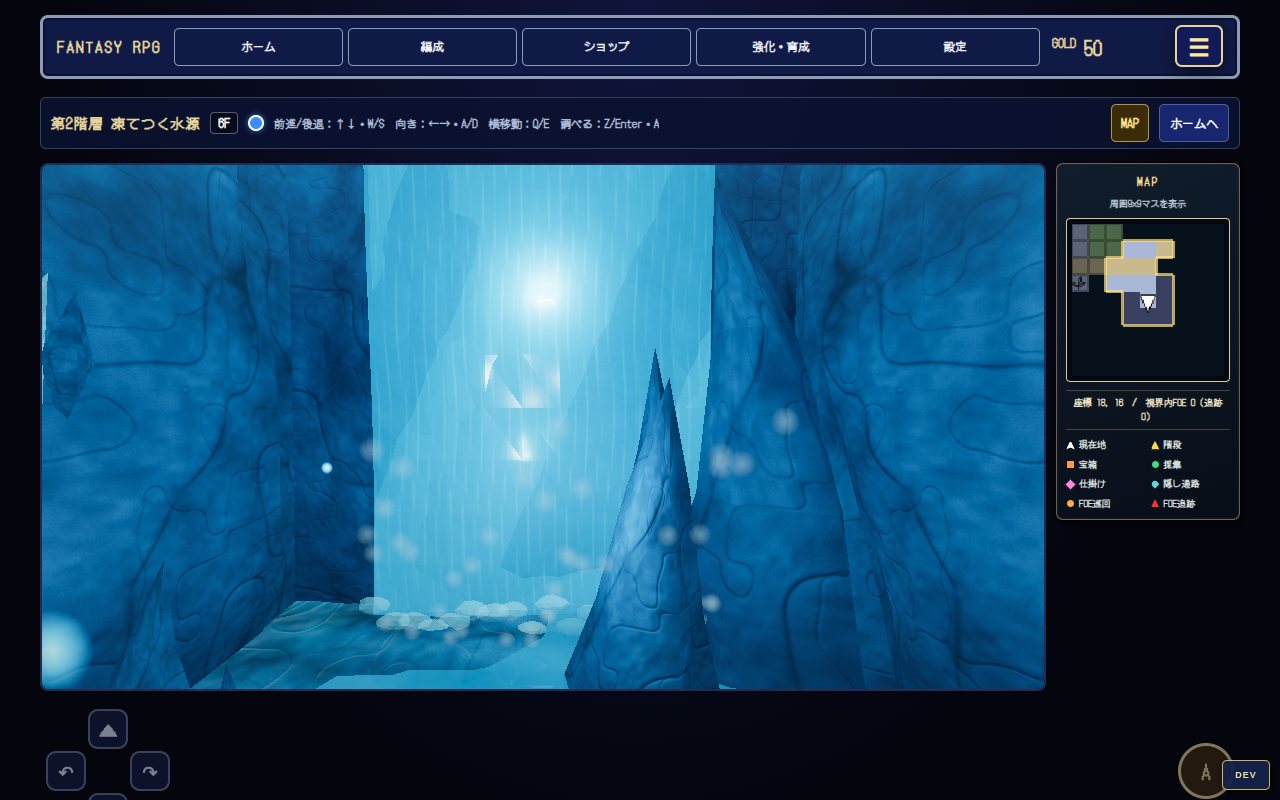 FANTASY RPG
ホーム
編成
ショップ
強化・育成
設定
GOLD 50
第2階層 凍てつく水源
6F
前進/後退：↑↓・W/S 向き：←→・A/D 横移動：Q/E 調べる：Z/Enter・A
MAP
ホームへ
MAP
周囲9x9マスを表示
座標 18, 16 / 視界内FOE 0（追跡
0）
現在地
階段
宝箱
採集
仕掛け
隠し通路
FOE巡回
FOE追跡
A
DEV